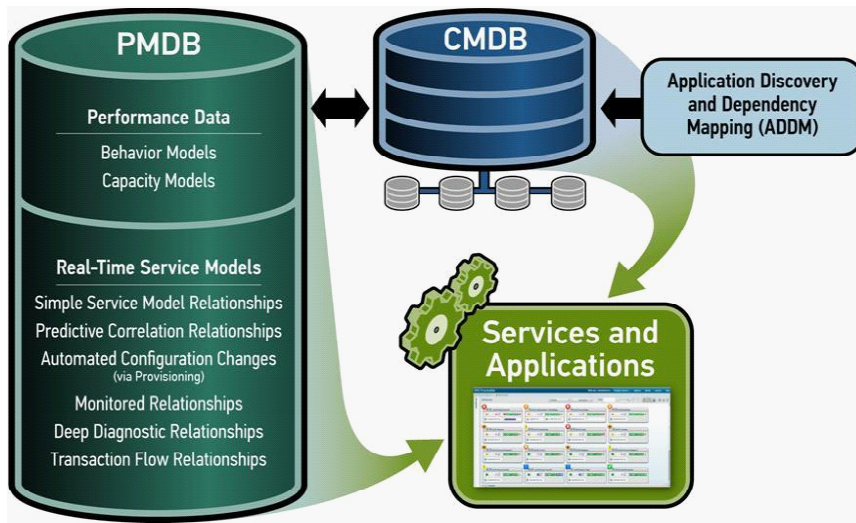 PMDB
Performance Data
Behavior Models
Capacity Models
Real-Time Service Models
Simple Service Model Relationships
Predictive Correlation Relationships
Automated Configuration Changes
(via Provisioning)
Monitored Relationships
Deep Diagnostic Relationships
Transaction Flow Relationships
CMDB
Application Discovery
and Dependency
Mapping (ADDM)
Services and
Applications